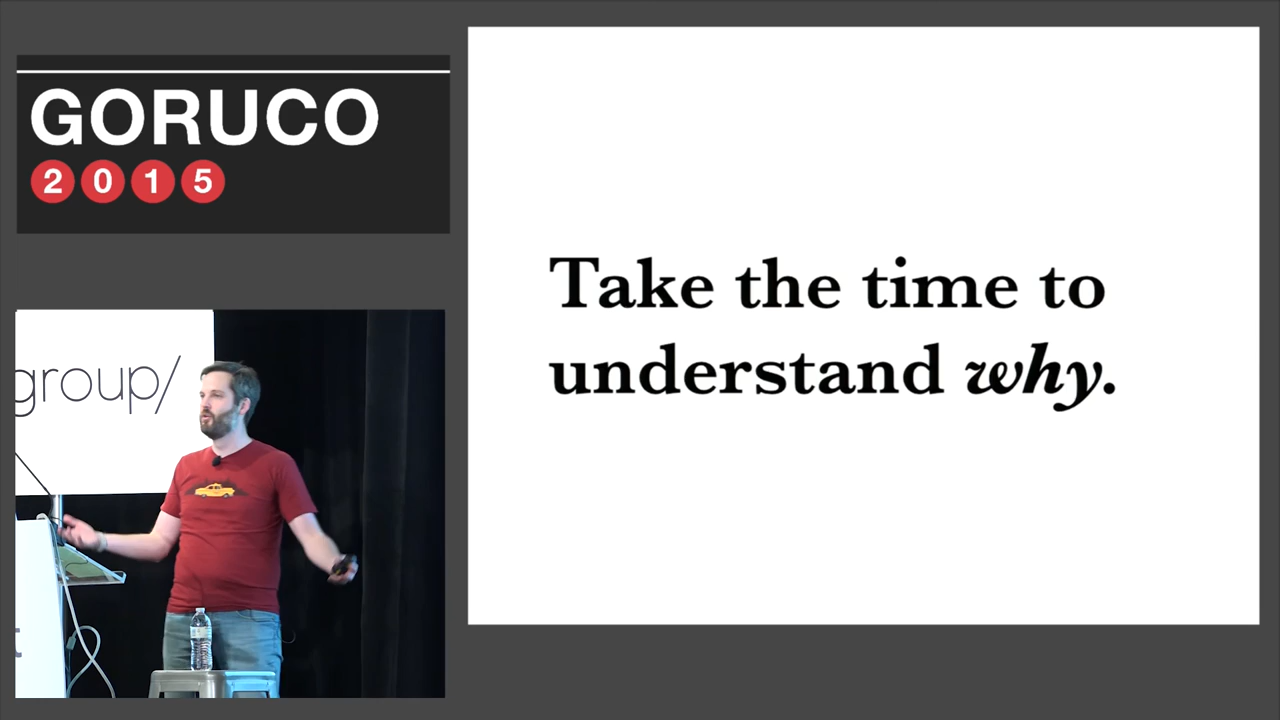 GORUCO
2015
group/
t
Take the time to
understand why.